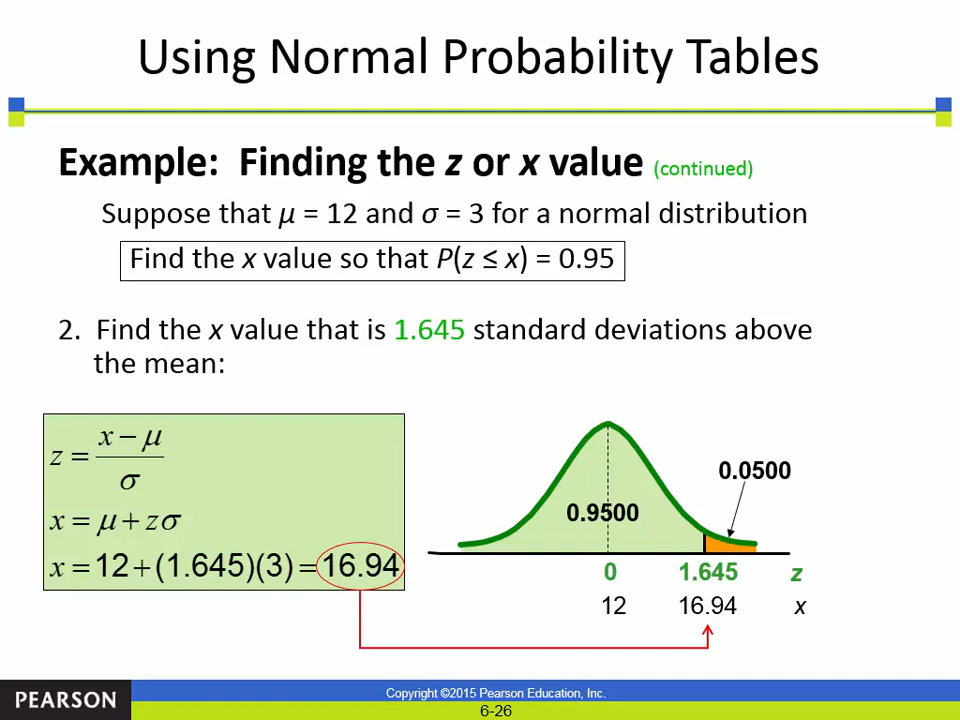 Using Normal Probability Tables
Example: Finding the z or x value (continued)
Suppose that μ = 12 and σ = 3 for a normal distribution
Find the x value so that P(z ≤ x) = 0.95
2. Find the x value that is 1.645 standard deviations above
the mean:
z = (x − μ)/σ
x = μ + zσ
x = 12 + (1.645)(3) = 16.94
0.0500
0.9500
0 1.645 z
12 16.94 x
PEARSON
Copyright ©2015 Pearson Education, Inc.
6-26